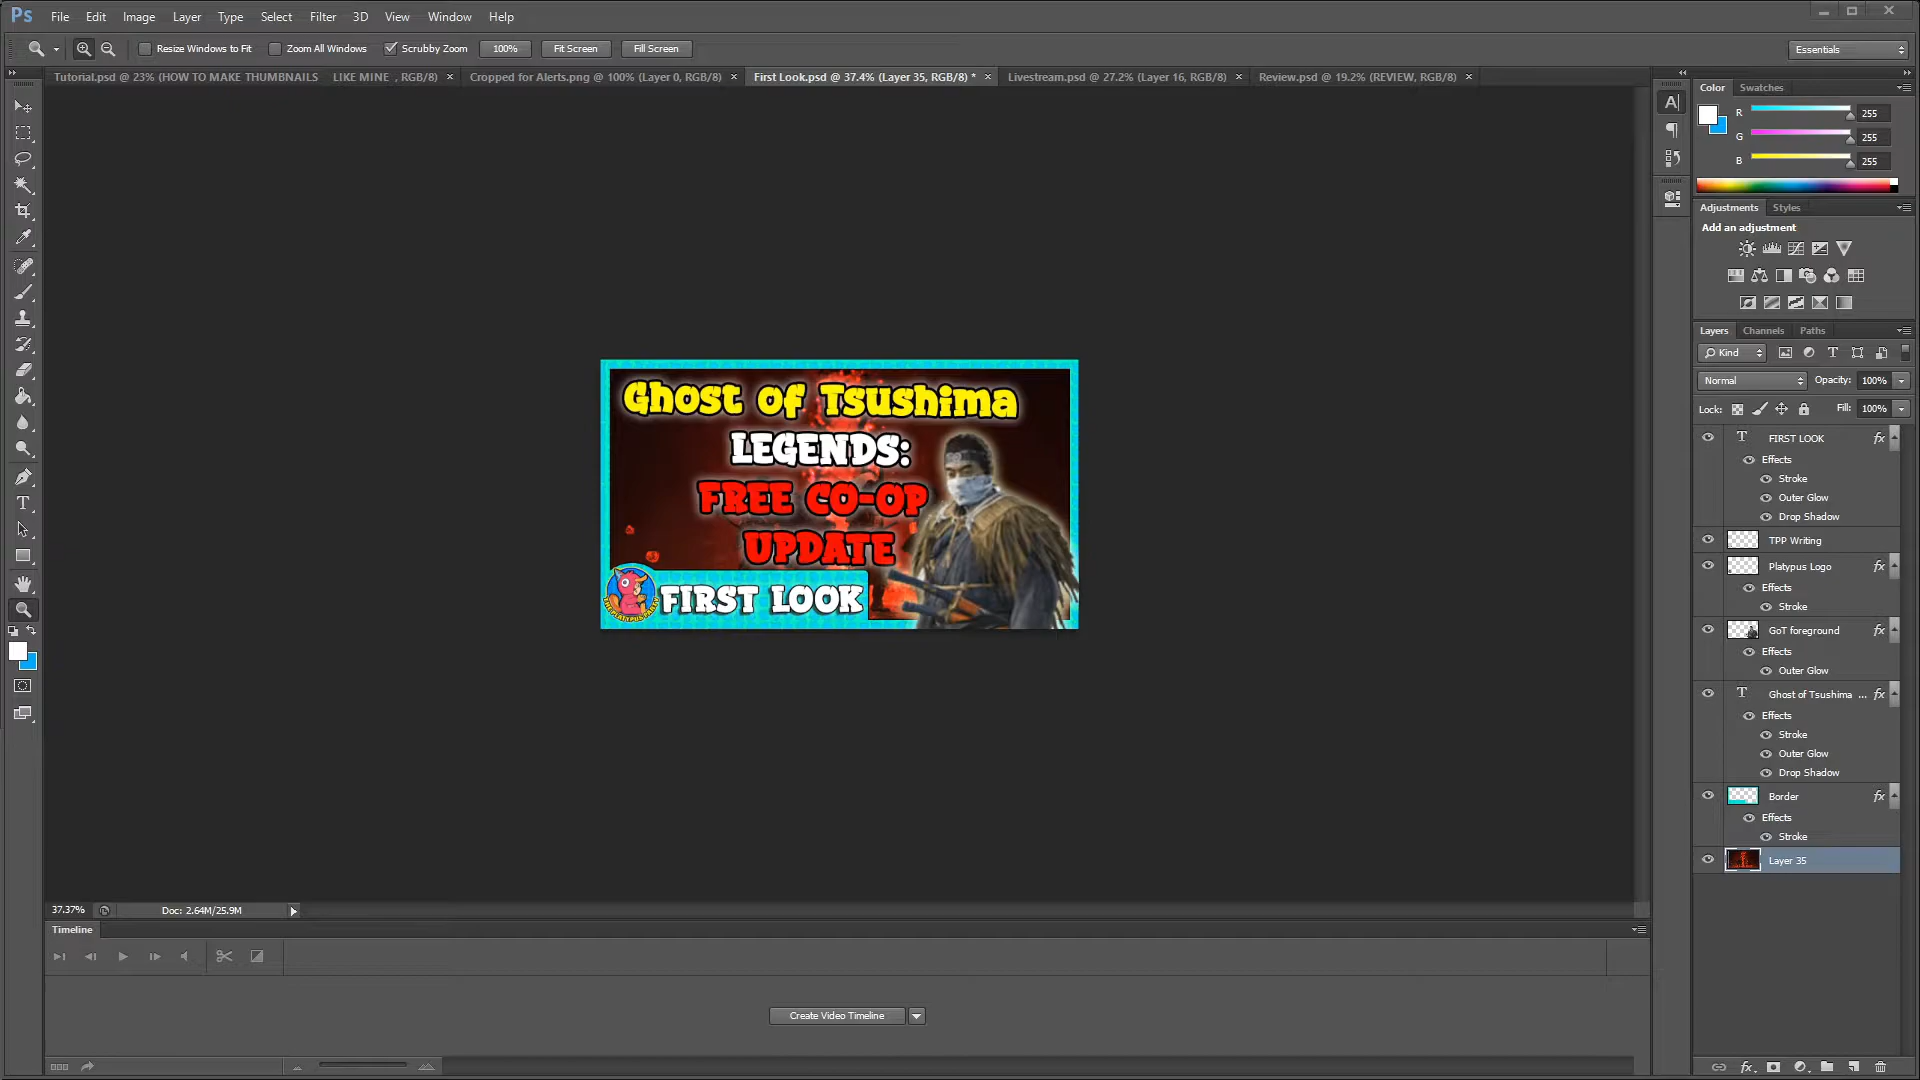 Ps File Edit Image Layer Type Select Filter 3D View Window Help
Resize Windows to Fit Zoom All Windows Scrubby Zoom 100% Fit Screen Fill Screen Essentials
Tutorial.psd @ 23% (HOW TO MAKE THUMBNAILS LIKE MINE , RGB/8) × Cropped for Alerts.png @ 100% (Layer 0, RGB/8) × First Look.psd @ 37.4% (Layer 35, RGB/8) * × Livestream.psd @ 27.2% (Layer 16, RGB/8) × Review.psd @ 19.2% (REVIEW, RGB/8) ×
Color Swatches
R 255
G 255
B 255
Adjustments Styles
Add an adjustment
Layers Channels Paths
Kind
Normal Opacity: 100%
Lock: Fill: 100%
FIRST LOOK fx
Effects
Stroke
Outer Glow
Drop Shadow
TPP Writing
Platypus Logo fx
Effects
Stroke
GoT foreground fx
Effects
Outer Glow
Ghost of Tsushima ... fx
Effects
Stroke
Outer Glow
Drop Shadow
Border fx
Effects
Stroke
Layer 35
Ghost of Tsushima
LEGENDS:
FREE CO-OP
UPDATE
FIRST LOOK
37.37% Doc: 2.64M/25.9M
Timeline
Create Video Timeline